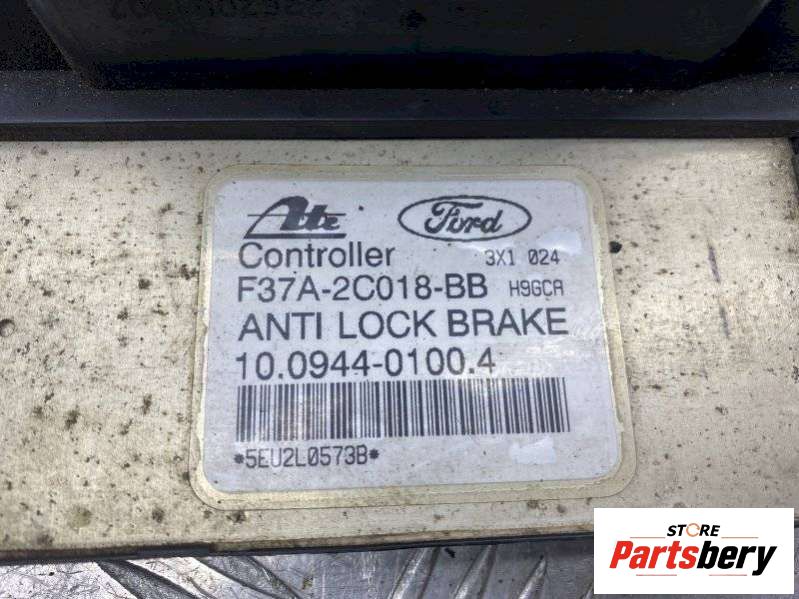 Ate Ford
Controller 3X1 024
F37A-2C018-BB H9GCA
ANTI LOCK BRAKE
10.0944-0100.4
*5EU2L0573B*
STORE
Partsbery